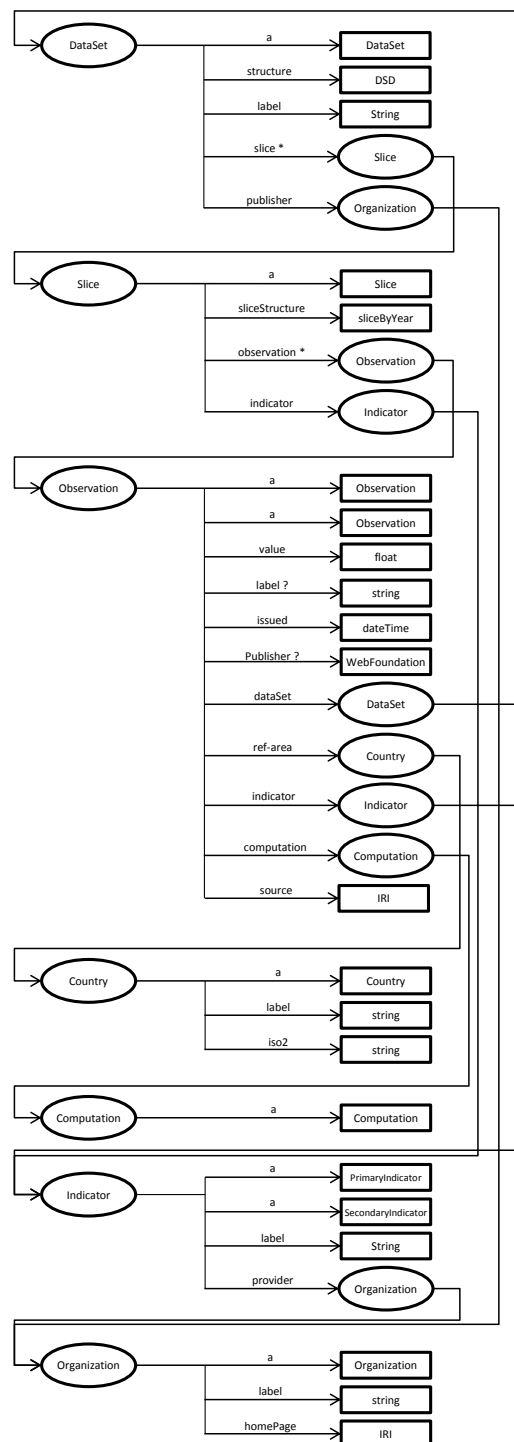 DataSet
a
DataSet
structure
DSD
label
String
slice *
Slice
publisher
Organization
Slice
a
Slice
sliceStructure
sliceByYear
observation *
Observation
indicator
Indicator
Observation
a
Observation
a
Observation
value
float
label ?
string
issued
dateTime
Publisher ?
WebFoundation
dataSet
DataSet
ref-area
Country
indicator
Indicator
computation
Computation
source
IRI
Country
a
Country
label
string
iso2
string
Computation
a
Computation
Indicator
a
PrimaryIndicator
a
SecondaryIndicator
label
String
provider
Organization
Organization
a
Organization
label
string
homePage
IRI